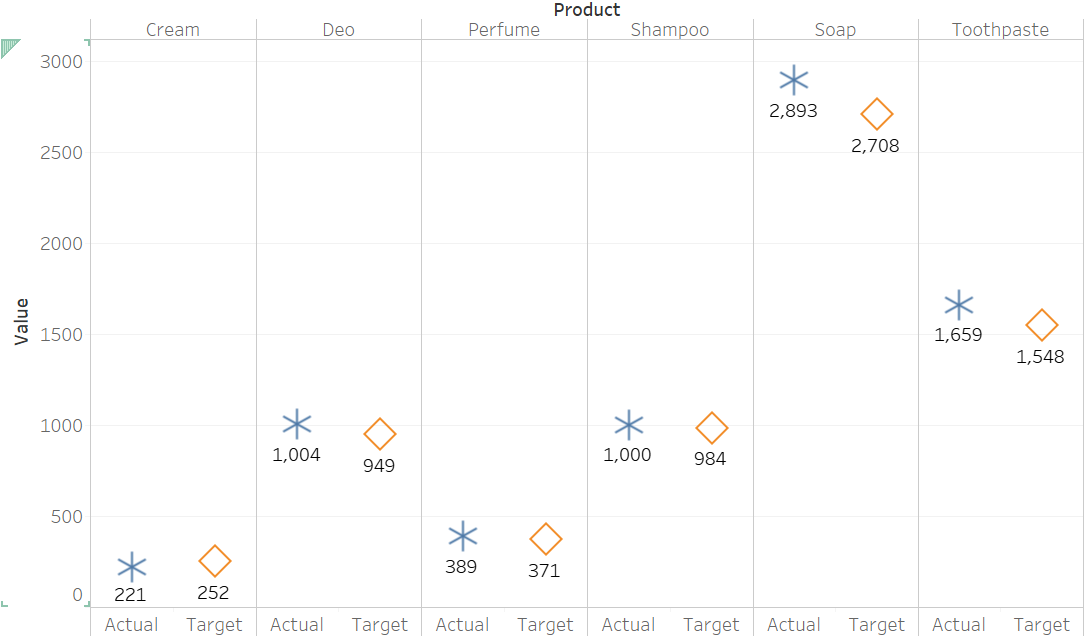 Product
Cream Deo Perfume Shampoo Soap Toothpaste
Value
3000
2,893
2,708
2500
2000
1500
1,659
1,548
1000
1,004 949 1,000 984
500
389 371
0
221 252
Actual Target Actual Target Actual Target Actual Target Actual Target Actual Target